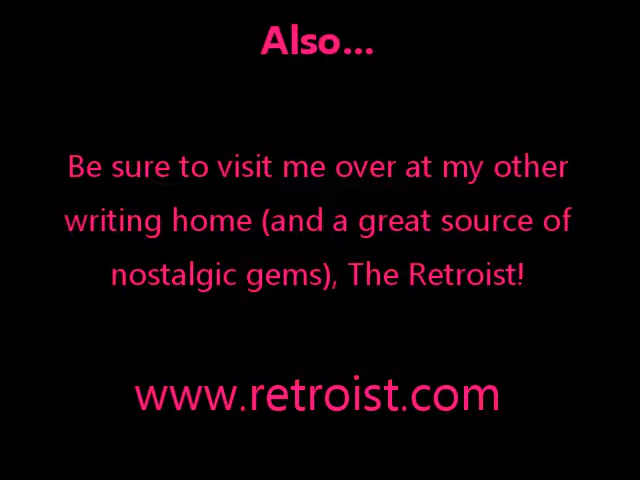 Also...
Be sure to visit me over at my other
writing home (and a great source of
nostalgic gems), The Retroist!
www.retroist.com